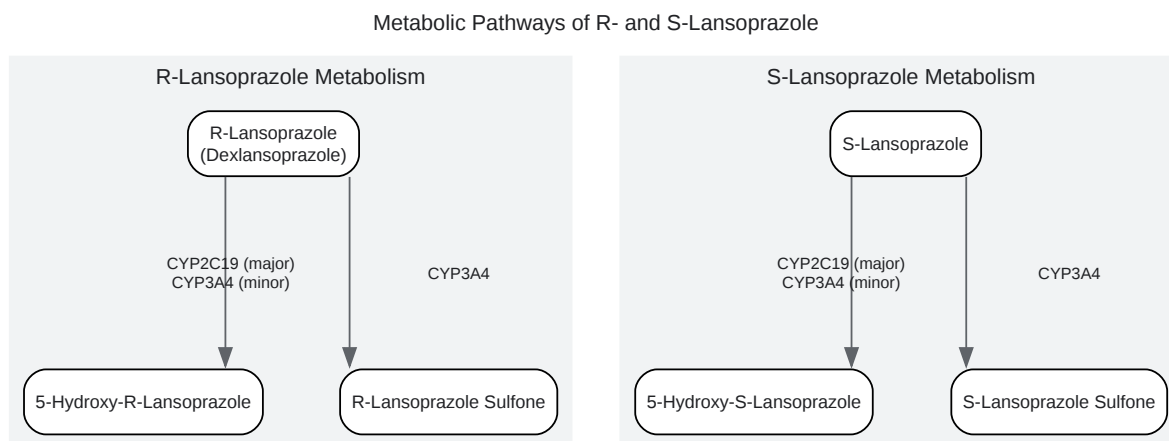 Metabolic Pathways of R- and S-Lansoprazole
R-Lansoprazole Metabolism
R-Lansoprazole
(Dexlansoprazole)
CYP2C19 (major)
CYP3A4 (minor)
CYP3A4
5-Hydroxy-R-Lansoprazole
R-Lansoprazole Sulfone
S-Lansoprazole Metabolism
S-Lansoprazole
CYP2C19 (major)
CYP3A4 (minor)
CYP3A4
5-Hydroxy-S-Lansoprazole
S-Lansoprazole Sulfone